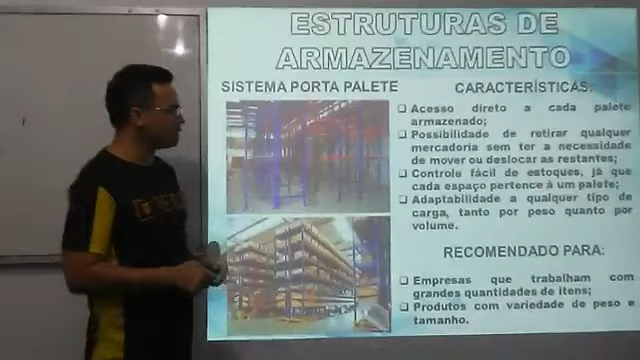 ESTRUTURAS DE
ARMAZENAMENTO
SISTEMA PORTA PALETE
CARACTERÍSTICAS:
Acesso direto a cada palete
armazenado;
Possibilidade de retirar qualquer
mercadoria sem ter a necessidade
de mover ou deslocar as restantes;
Controle fácil de estoques, já que
cada espaço pertence à um palete;
Adaptabilidade a qualquer tipo de
carga, tanto por peso quanto por
volume.
RECOMENDADO PARA:
Empresas que trabalham com
grandes quantidades de itens;
Produtos com variedade de peso e
tamanho.